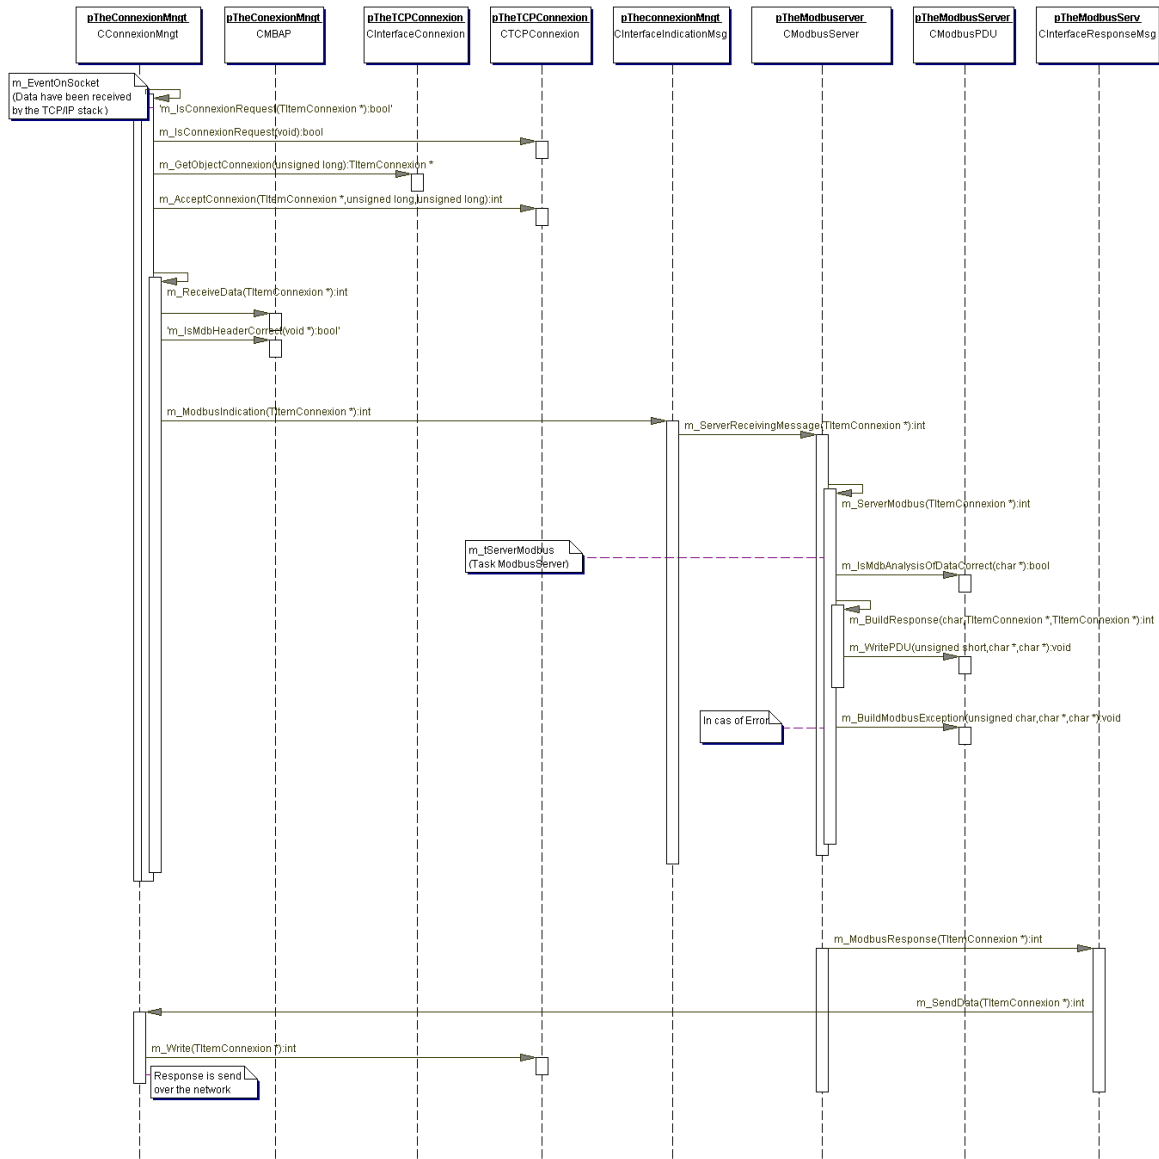 pTheConnexionMngt
CConnexionMngt
pTheConexionMngt
CMBAP
pTheTCPConnexion
CInterfaceConnexion
pTheTCPConnexion
CTCPConnexion
pTheconnexionMngt
CInterfaceIndicationMsg
pTheModbuserver
CModbusServer
pTheModbusServer
CModbusPDU
pTheModbusServ
CInterfaceResponseMsg
m_EventOnSocket
(Data have been received
by the TCP/IP stack )
'm_IsConnexionRequest(TItemConnexion *):bool'
m_IsConnexionRequest(void):bool
m_GetObjectConnexion(unsigned long):TItemConnexion *
m_AcceptConnexion(TItemConnexion *,unsigned long,unsigned long):int
m_ReceiveData(TItemConnexion *):int
'm_IsMdbHeaderCorrect(void *):bool'
m_ModbusIndication(TItemConnexion *):int
m_ServerReceivingMessage(TItemConnexion *):int
m_ServerModbus(TItemConnexion *):int
m_tServerModbus
(Task ModbusServer)
m_IsMdbAnalysisOfDataCorrect(char *):bool
m_BuildResponse(char,TItemConnexion *,TItemConnexion *):int
m_WritePDU(unsigned short,char *,char *):void
In cas of Error
m_BuildModbusException(unsigned char,char *,char *):void
m_ModbusResponse(TItemConnexion *):int
m_SendData(TItemConnexion *):int
m_Write(TItemConnexion *):int
Response is send
over the network